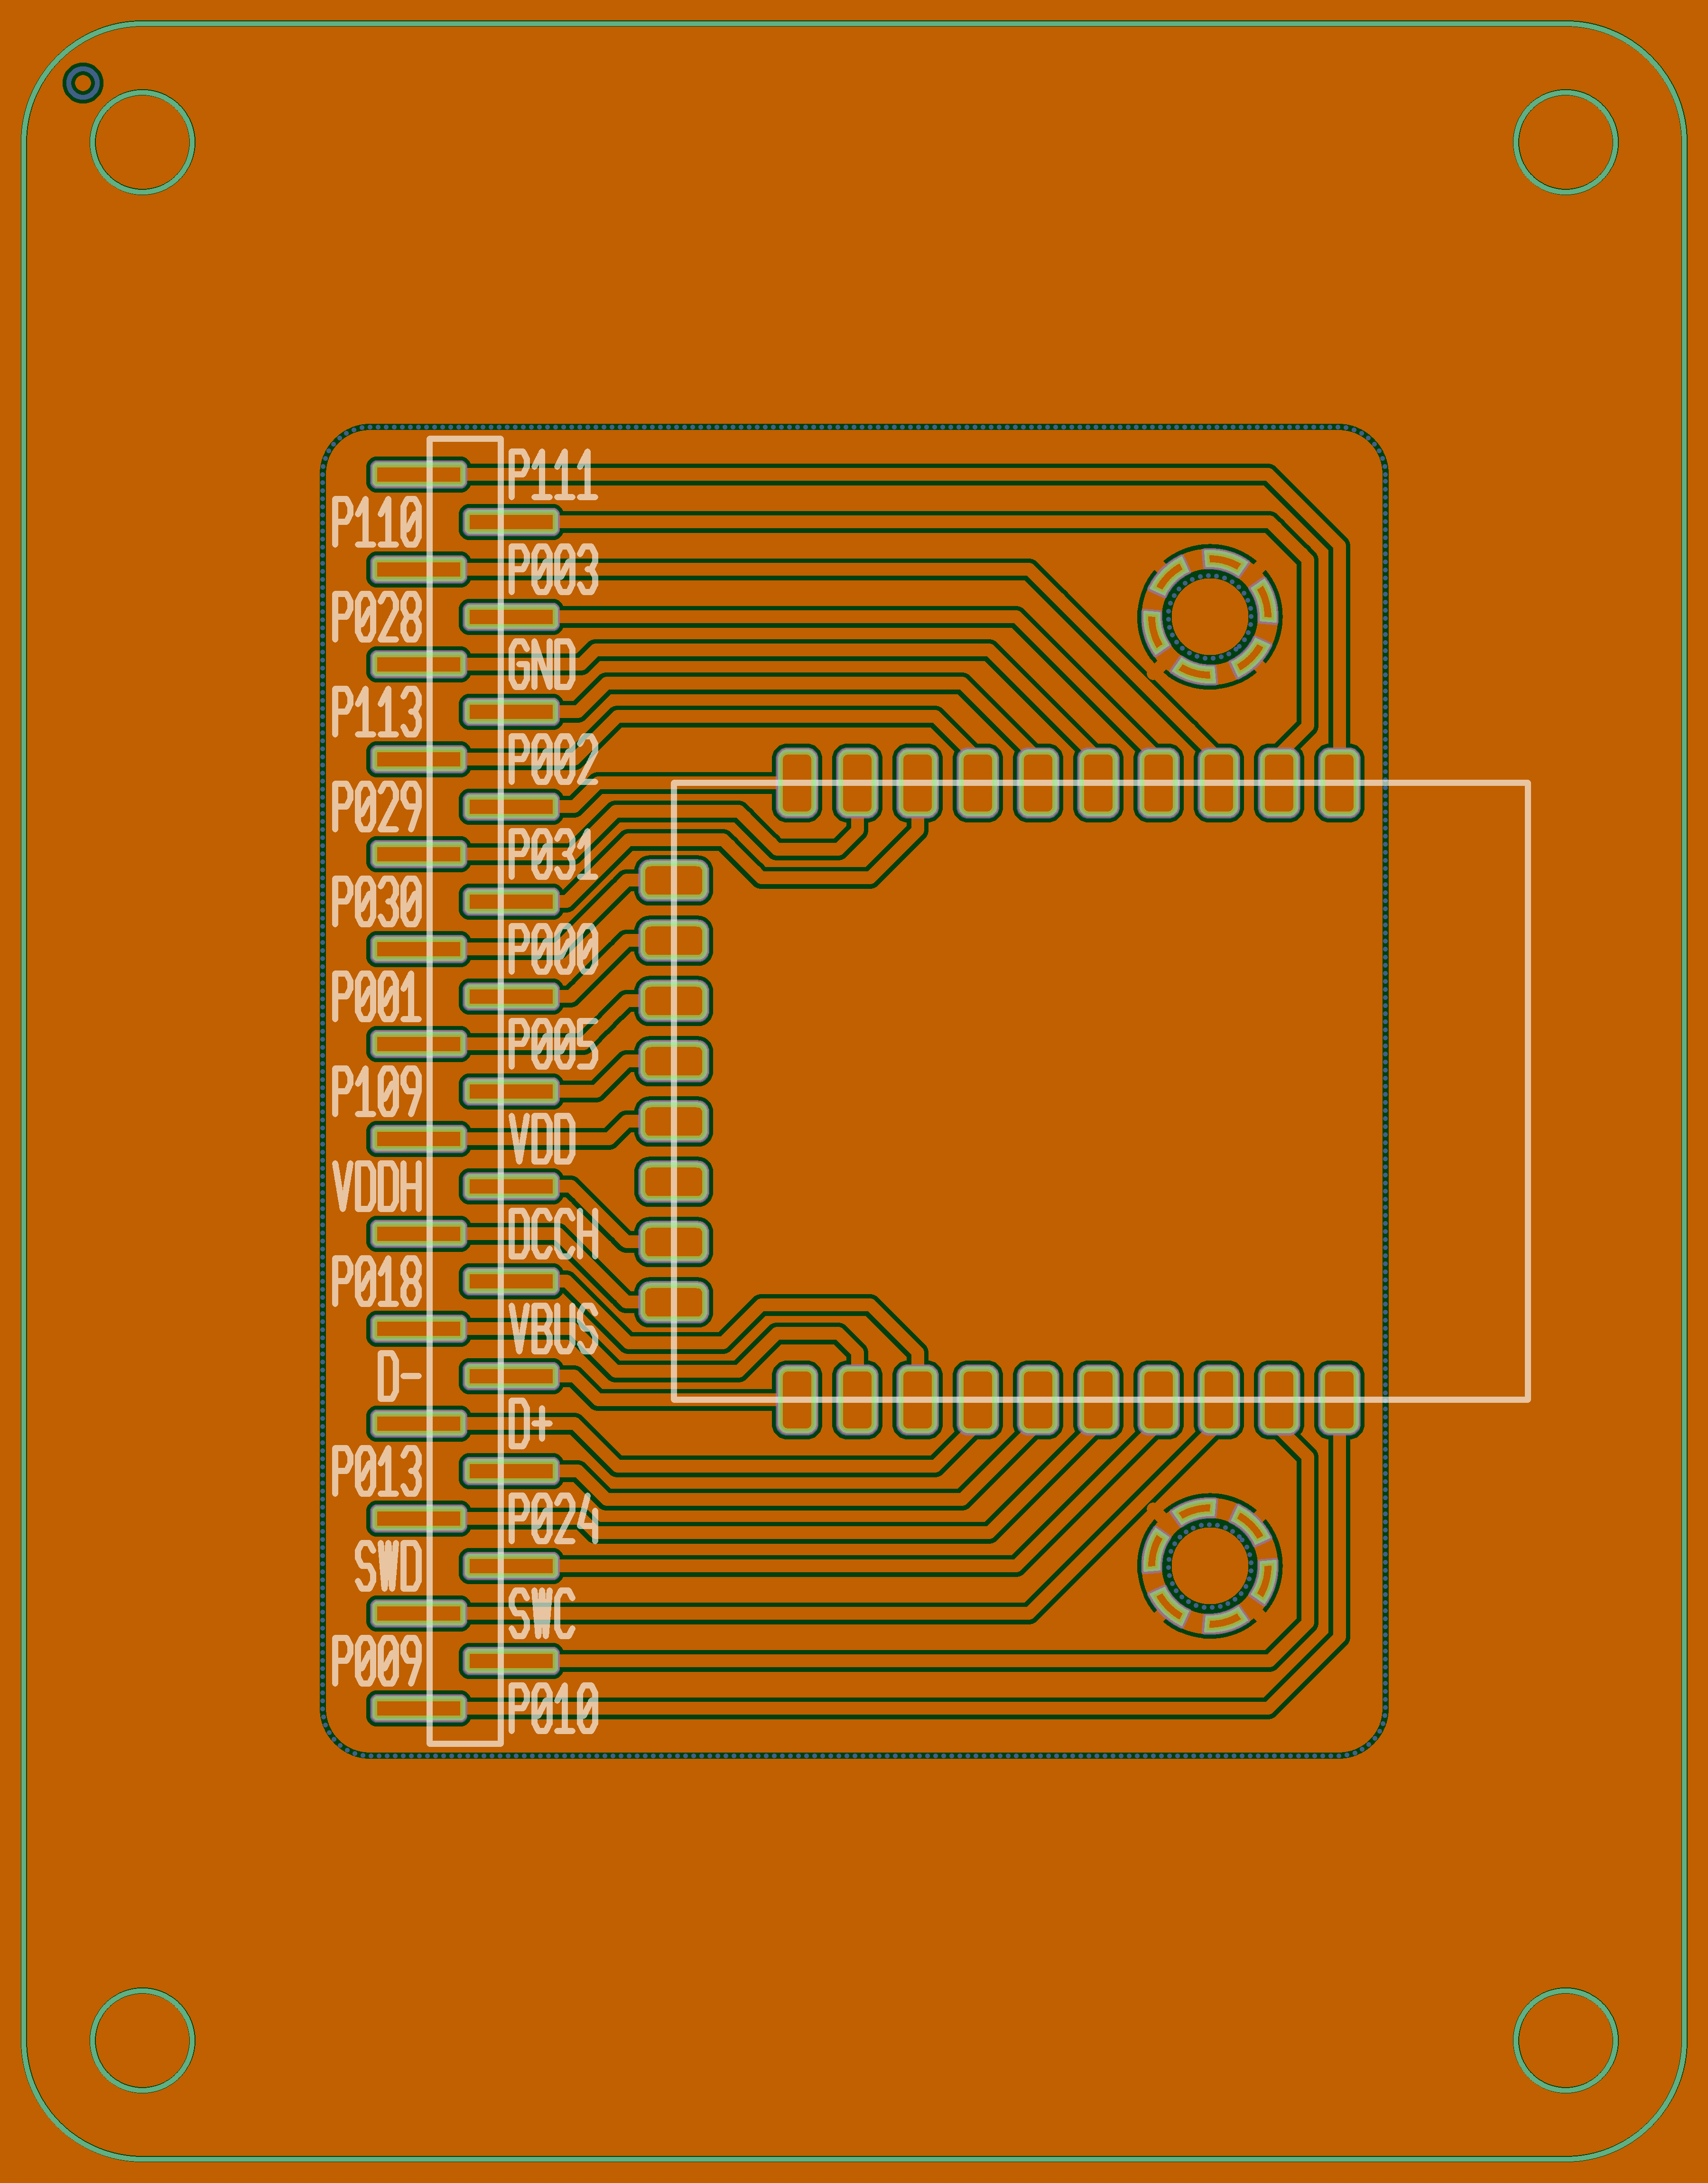 P111
P110
P003
P028
GND
P113
P002
P029
P031
P030
P000
P001
P005
P109
VDD
VDDH
DCCH
P018
VBUS
D-
D+
P013
P024
SWD
SWC
P009
P010